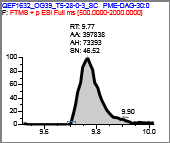 QEF1632_OG39_TS-28-0-3_SC PME-DAG-30:0
F: FTMS + p ESI Full ms [500.0000-2000.0000]
RT: 9.77
AA: 397838
AH: 73393
SN: 46.52
100
80
60
40
20
0
9.90
9.6 9.8 10.0